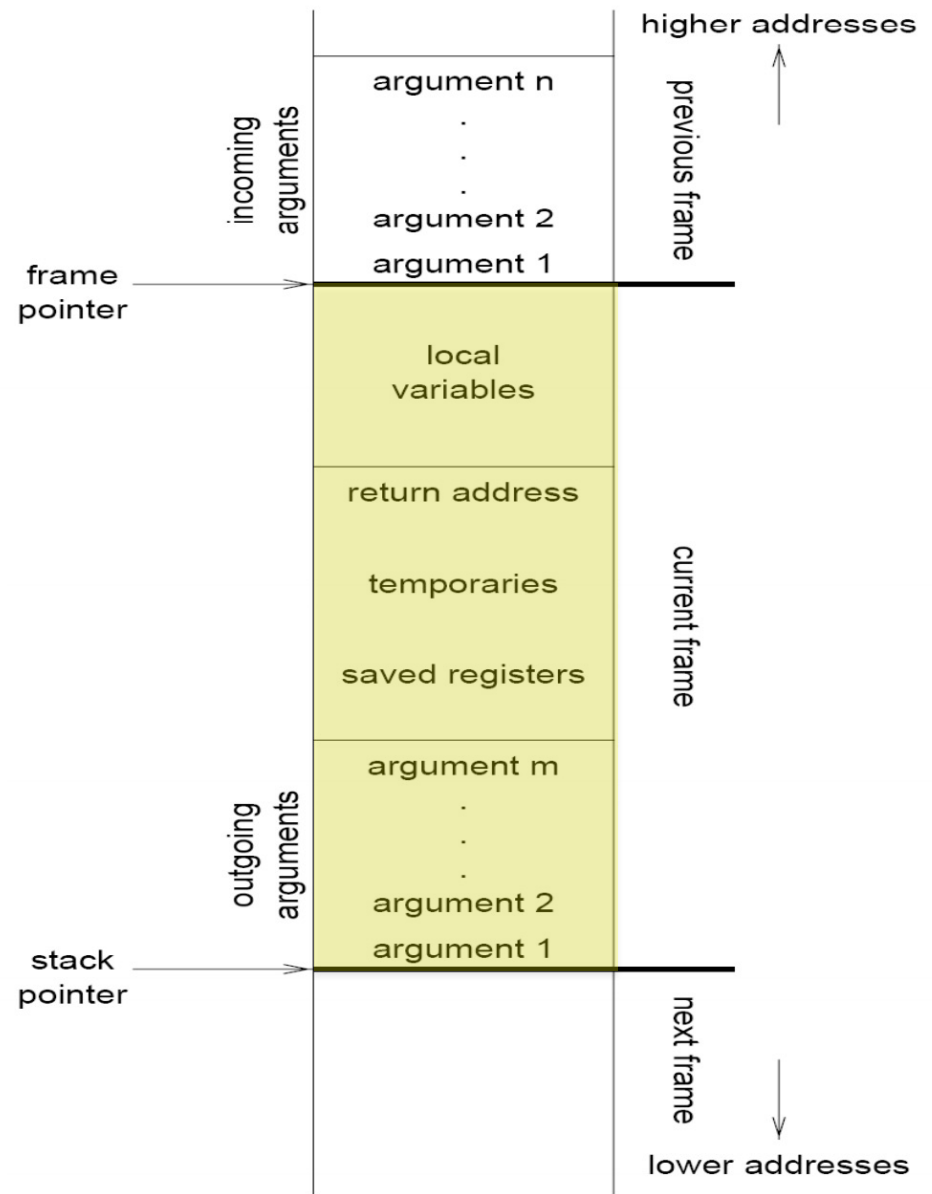 higher addresses
argument n
.
.
.
argument 2
argument 1
incoming
arguments
previous frame
frame
pointer
local
variables
return address
temporaries
saved registers
current frame
argument m
.
.
.
argument 2
argument 1
outgoing
arguments
stack
pointer
next frame
lower addresses